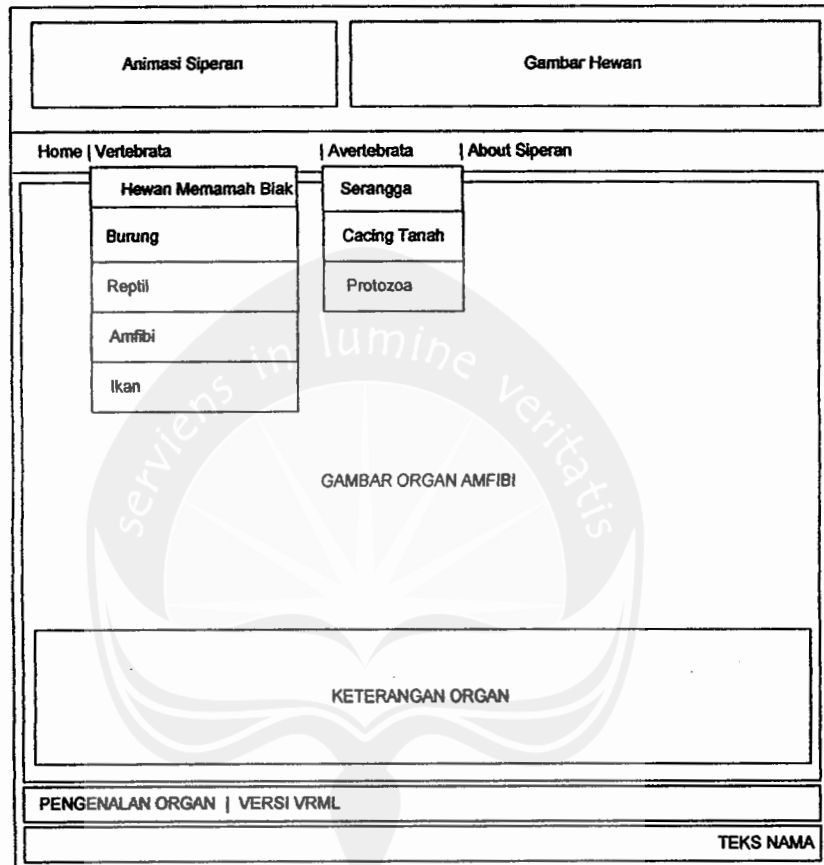 Animasi Siperan
Gambar Hewan
Home | Vertebrata | Avertebrata | About Siperan
Hewan Memamah Biak
Serangga
Burung
Cacing Tanah
Reptil
Protozoa
Amfibi
Ikan
serviens in lumine veritatis
GAMBAR ORGAN AMFIBI
KETERANGAN ORGAN
PENGENALAN ORGAN | VERSI VRML
TEKS NAMA